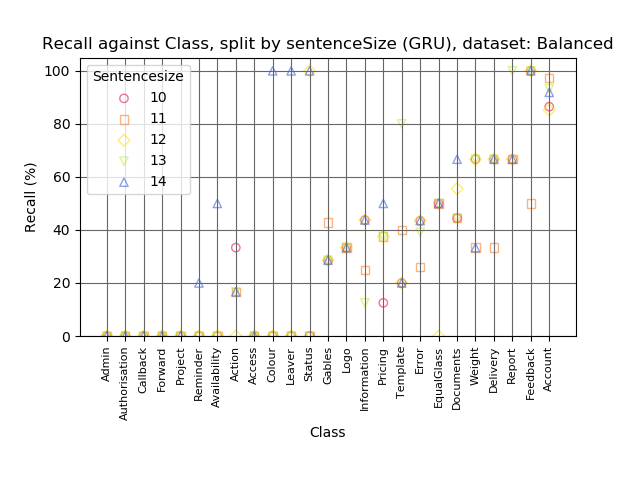 Recall against Class, split by sentenceSize (GRU), dataset: Balanced
Recall (%)
100
80
60
40
20
0
Sentencesize
10
11
12
13
14
Admin
Authorisation
Callback
Forward
Project
Reminder
Availability
Action
Access
Colour
Leaver
Status
Gables
Logo
Information
Pricing
Template
Error
EqualGlass
Documents
Weight
Delivery
Report
Feedback
Account
Class